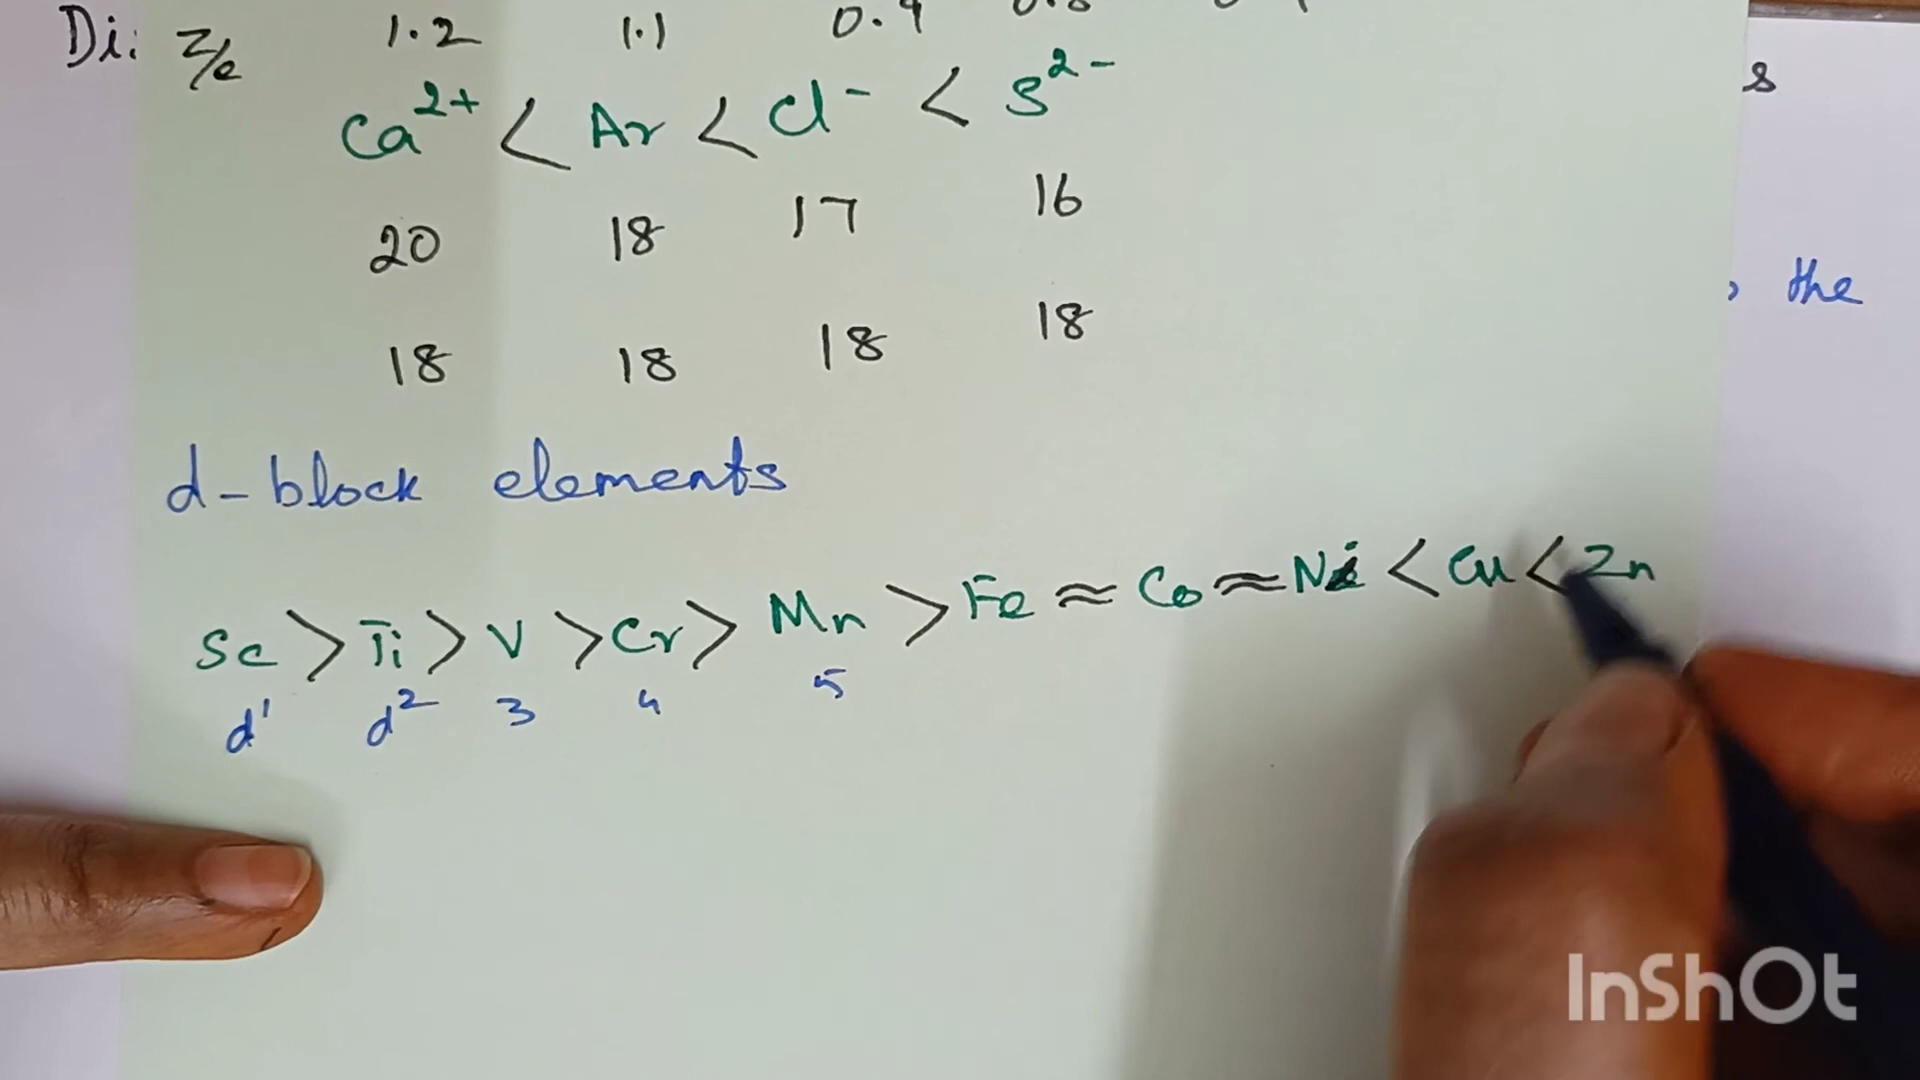 Di:
Z/e 1.2 1.1 0.9
Ca²⁺ < Ar < Cl⁻ < S²⁻
s
20 18 17 16
, the
18 18 18 18
d-block elements
Sc > Ti > V > Cr > Mn > Fe ≈ Co ≈ Ni < Cu < Zn
d¹ d² 3 4 5
InShOt